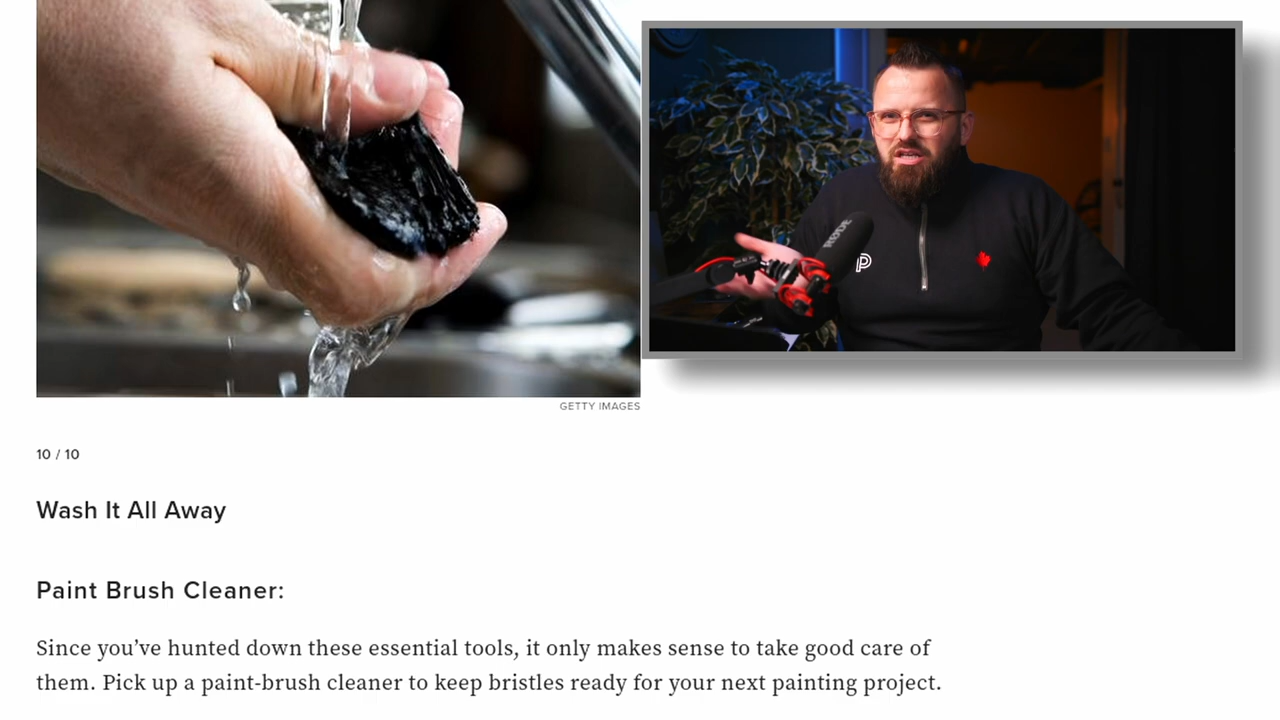 RØDE
GETTY IMAGES
10 / 10
Wash It All Away
Paint Brush Cleaner:
Since you’ve hunted down these essential tools, it only makes sense to take good care of
them. Pick up a paint-brush cleaner to keep bristles ready for your next painting project.